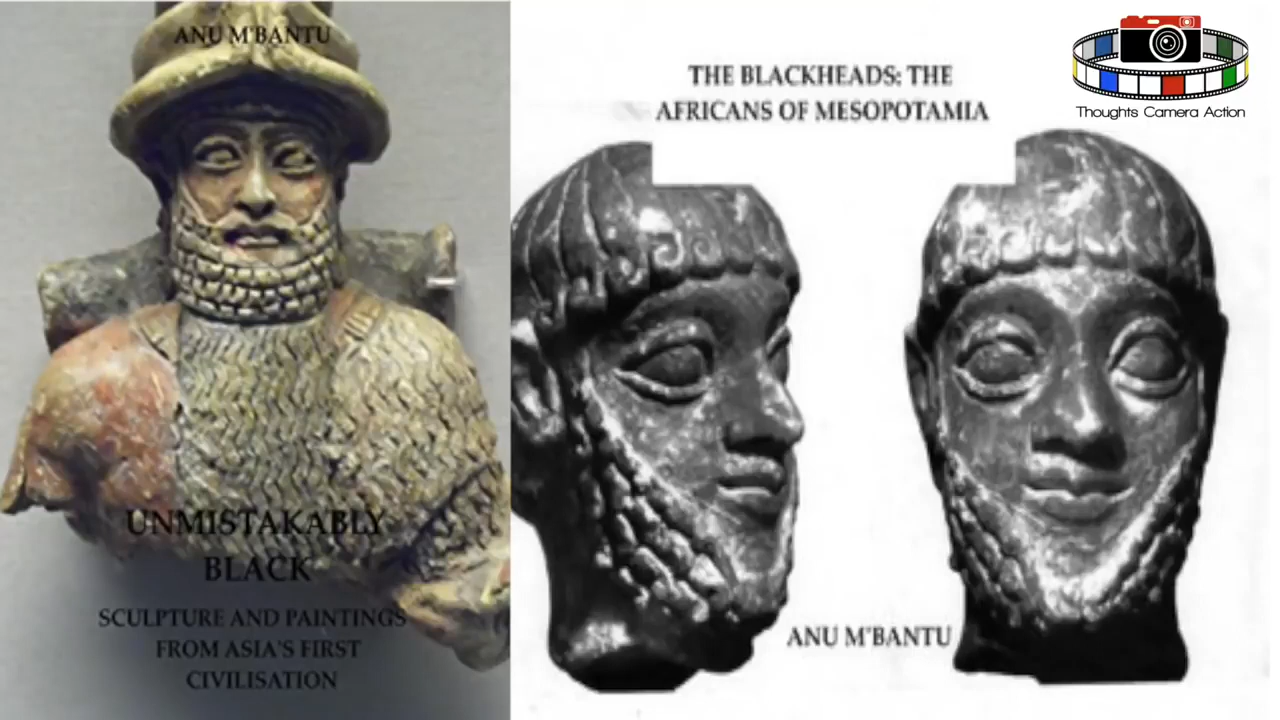 ANU M'BANTU
UNMISTAKABLY
BLACK
SCULPTURE AND PAINTINGS
FROM ASIA'S FIRST
CIVILISATION
THE BLACKHEADS: THE
AFRICANS OF MESOPOTAMIA
ANU M'BANTU
Thoughts Camera Action